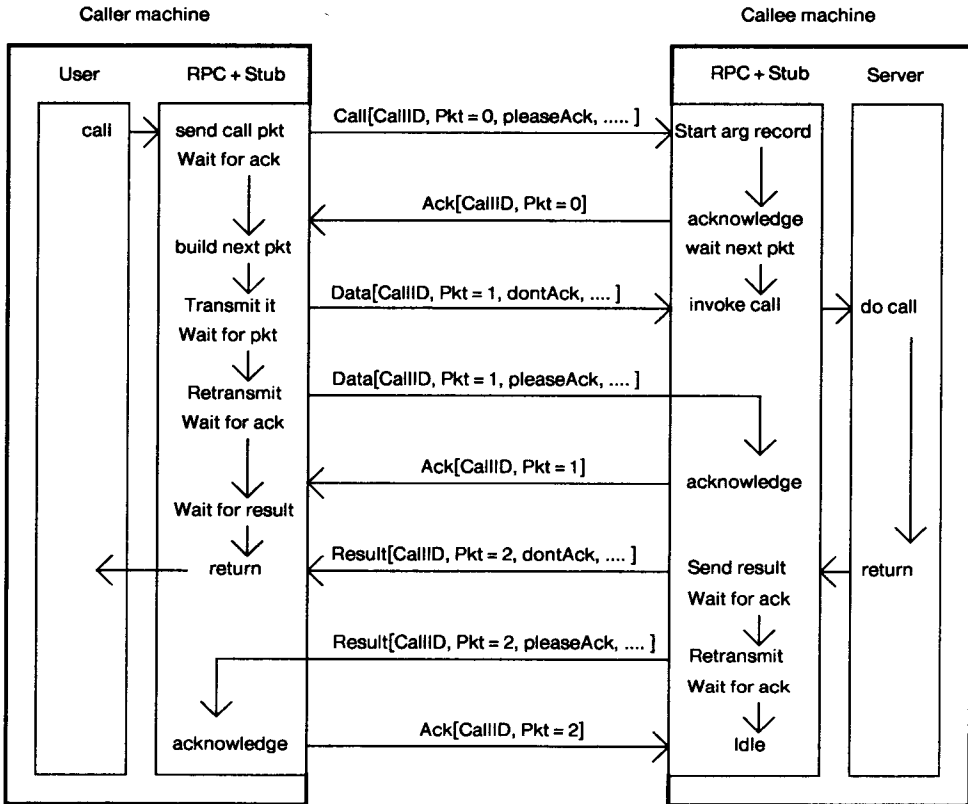 Caller machine
Callee machine
User
RPC + Stub
RPC + Stub
Server
call
send call pkt
Call[CallID, Pkt = 0, pleaseAck, ..... ]
Start arg record
Wait for ack
Ack[CallID, Pkt = 0]
acknowledge
build next pkt
wait next pkt
Transmit it
Data[CallID, Pkt = 1, dontAck, .... ]
invoke call
do call
Wait for pkt
Retransmit
Data[CallID, Pkt = 1, pleaseAck, .... ]
Wait for ack
Ack[CallID, Pkt = 1]
acknowledge
Wait for result
return
Result[CallID, Pkt = 2, dontAck, .... ]
Send result
return
Wait for ack
Result[CallID, Pkt = 2, pleaseAck, .... ]
Retransmit
Wait for ack
acknowledge
Ack[CallID, Pkt = 2]
Idle